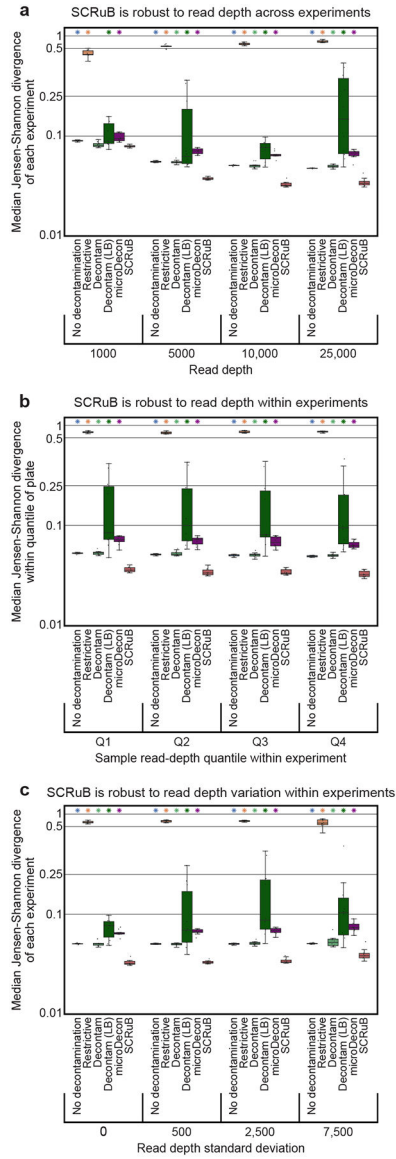 a SCRuB is robust to read depth across experiments
1
0.5
0.25
0.1
0.01
Median Jensen-Shannon divergence
of each experiment
* * * * * * * * * * * * * * * * * * *
No decontamination Restrictive Decontam Decontam (LB) microDecon SCRuB No decontamination Restrictive Decontam Decontam (LB) microDecon SCRuB No decontamination Restrictive Decontam Decontam (LB) microDecon SCRuB No decontamination Restrictive Decontam Decontam (LB) microDecon SCRuB
1000 5000 10,000 25,000
Read depth
b SCRuB is robust to read depth within experiments
1
0.5
0.25
0.1
0.01
Median Jensen-Shannon divergence
within quantile of plate
* * * * * * * * * * * * * * * * * * * *
No decontamination Restrictive Decontam Decontam (LB) microDecon SCRuB No decontamination Restrictive Decontam Decontam (LB) microDecon SCRuB No decontamination Restrictive Decontam Decontam (LB) microDecon SCRuB No decontamination Restrictive Decontam Decontam (LB) microDecon SCRuB
Q1 Q2 Q3 Q4
Sample read-depth quantile within experiment
c SCRuB is robust to read depth variation within experiments
1
0.5
0.25
0.1
0.01
Median Jensen-Shannon divergence
of each experiment
* * * * * * * * * * * * * * * * * * * *
No decontamination Restrictive Decontam Decontam (LB) microDecon SCRuB No decontamination Restrictive Decontam Decontam (LB) microDecon SCRuB No decontamination Restrictive Decontam Decontam (LB) microDecon SCRuB No decontamination Restrictive Decontam Decontam (LB) microDecon SCRuB
0 500 2,500 7,500
Read depth standard deviation